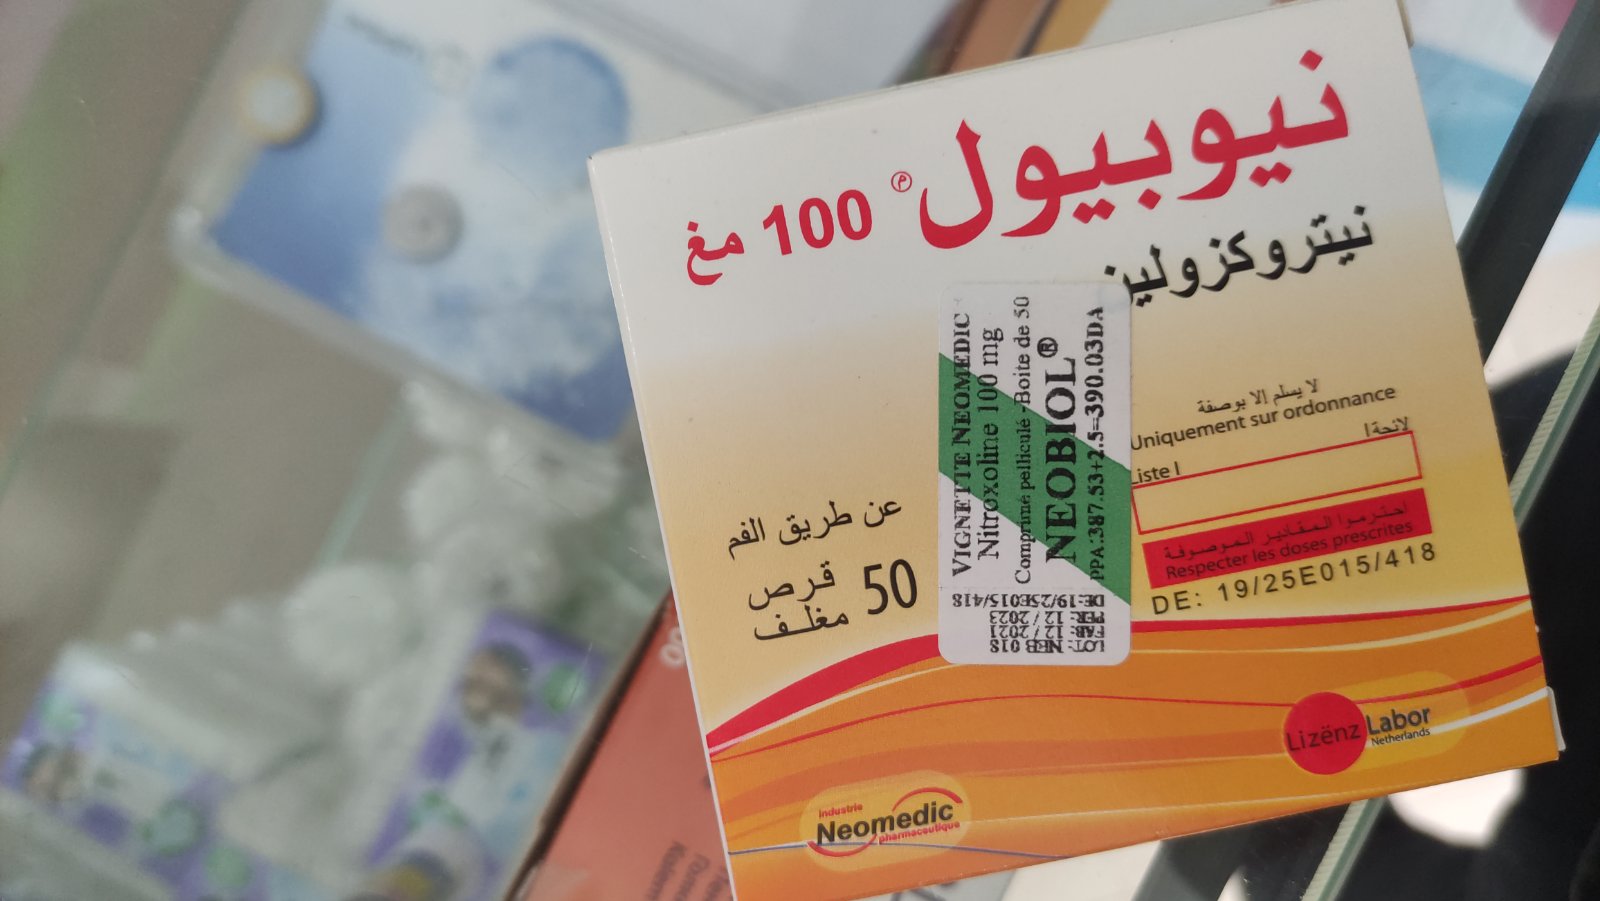 نيوبيول م 100 مغ
نيتروكزولين
VIGNETTE NEOMEDIC
Nitroxoline 100 mg
Comprimé pelliculé -Boite de 50
NEOBIOL®
PPA:387.53+2.5=390.03DA
DE:19/25E015/418
PER: 12 / 2023
FAB: 12 / 2021
LOT: NEB 018
لا يسلم إلا بوصفة
Uniquement sur ordonnance
لائحة ا
Liste I
احترموا المقادير الموصوفة
Respecter les doses prescrites
DE: 19/25E015/418
عن طريق الفم
50 قرص
مغلف
Lizënz Labor
Netherlands
Industrie
Neomedic
pharmaceutique